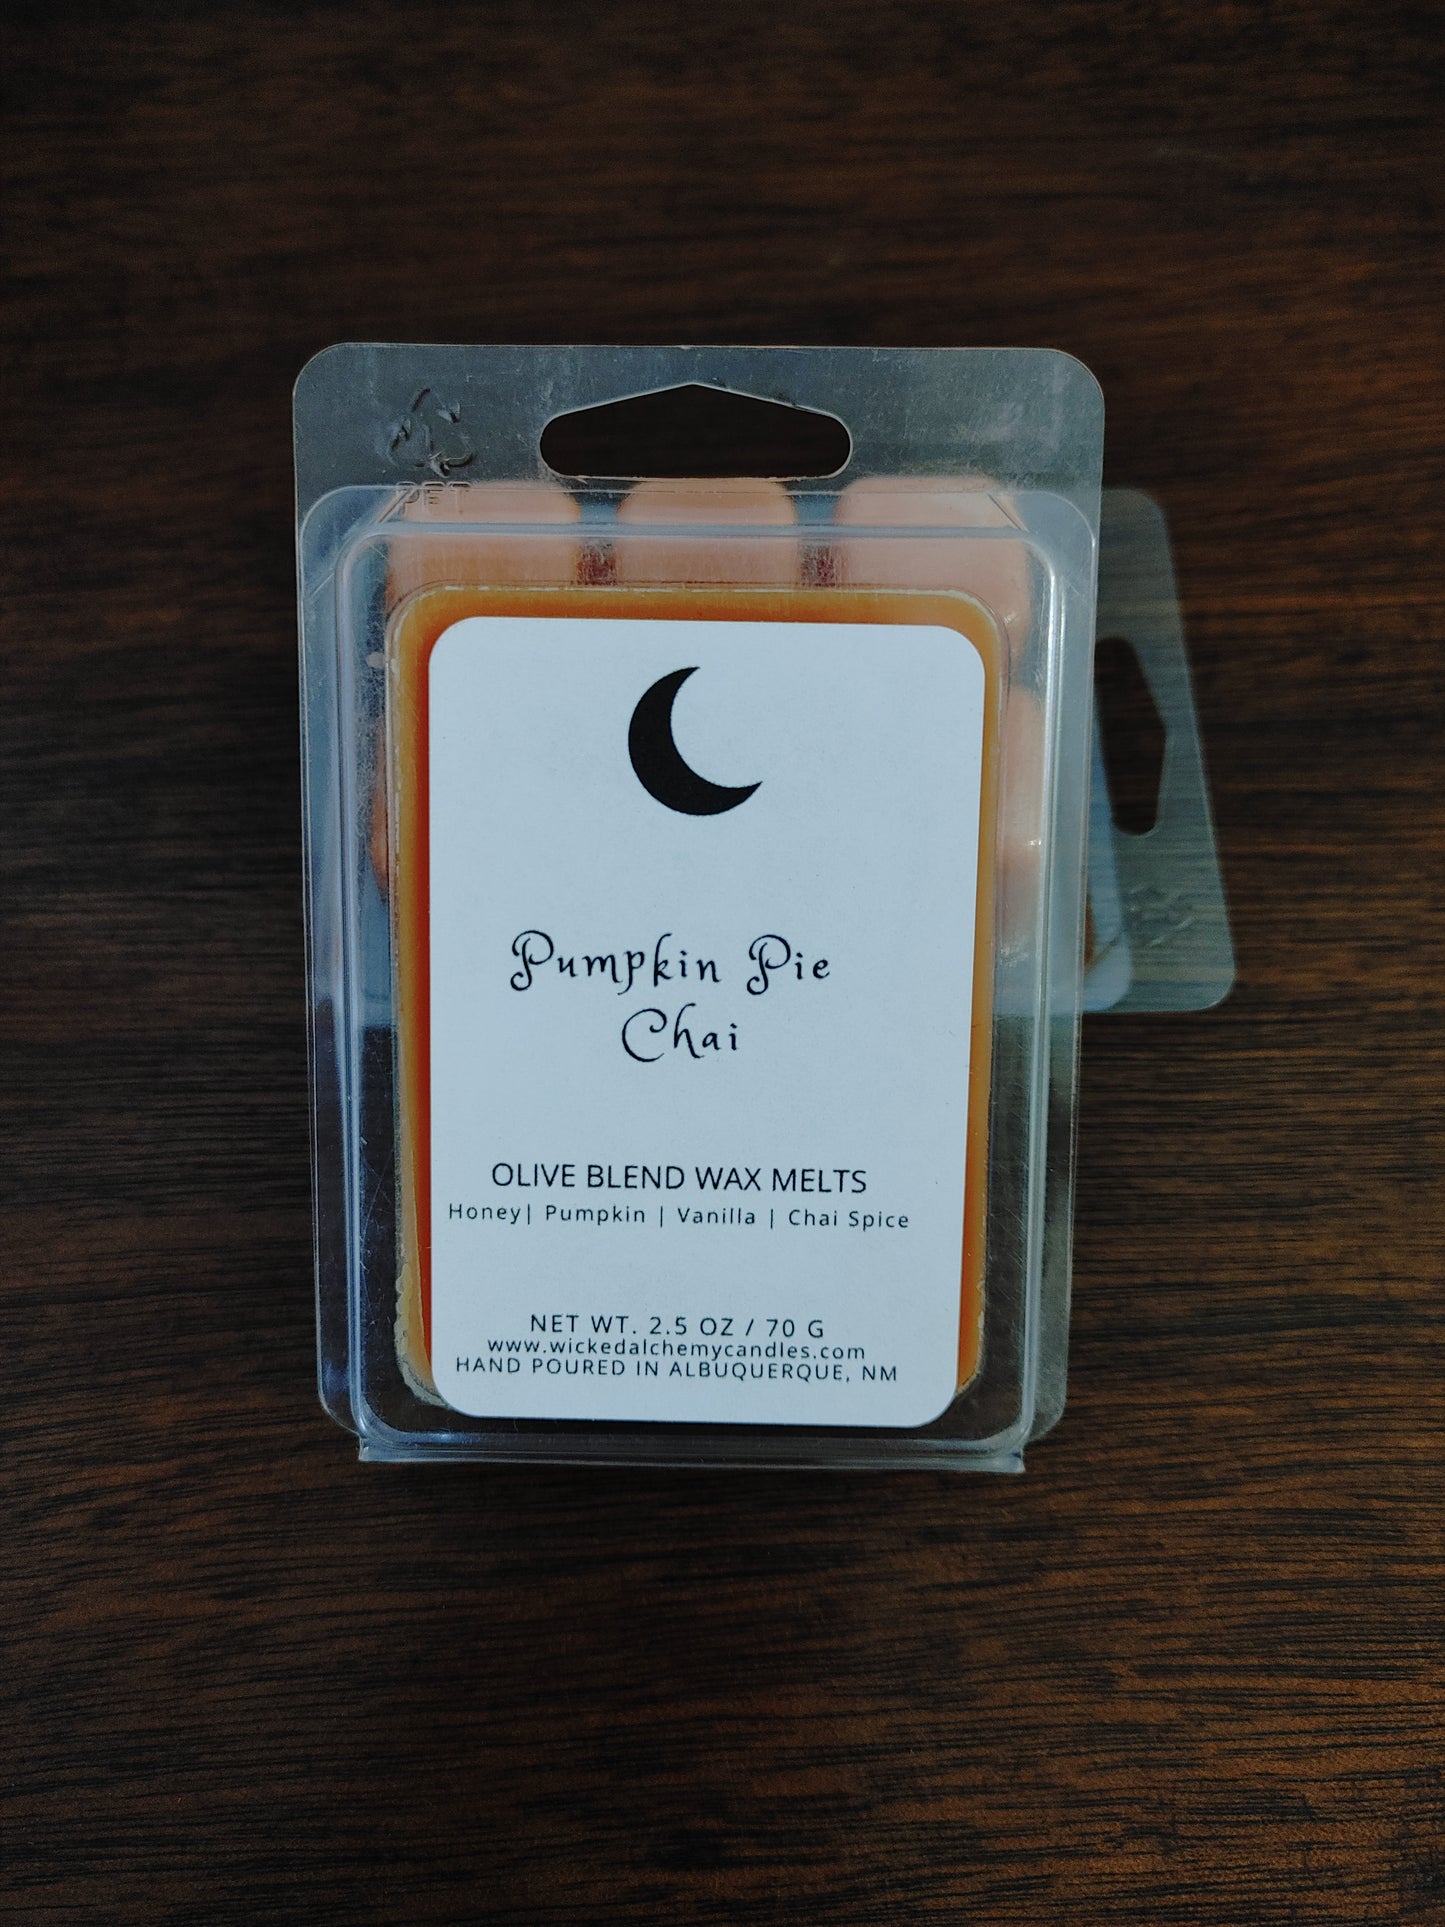 PET
Pumpkin Pie
Chai
OLIVE BLEND WAX MELTS
Honey| Pumpkin | Vanilla | Chai Spice
NET WT. 2.5 OZ / 70 G
www.wickedalchemycandles.com
HAND POURED IN ALBUQUERQUE, NM